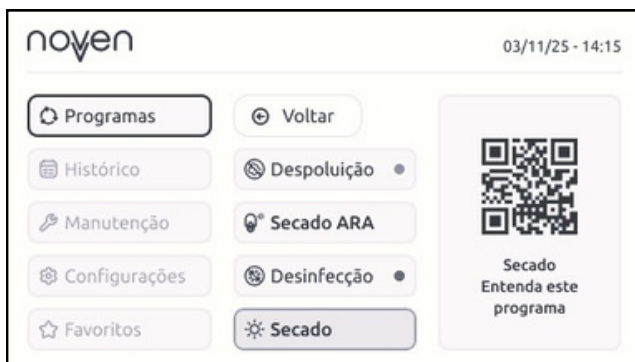 noven
03/11/25 - 14:15
Programas
Histórico
Manutenção
Configurações
Favoritos
Voltar
Despoluição
Secado ARA
Desinfecção
Secado
Secado
Entenda este
programa